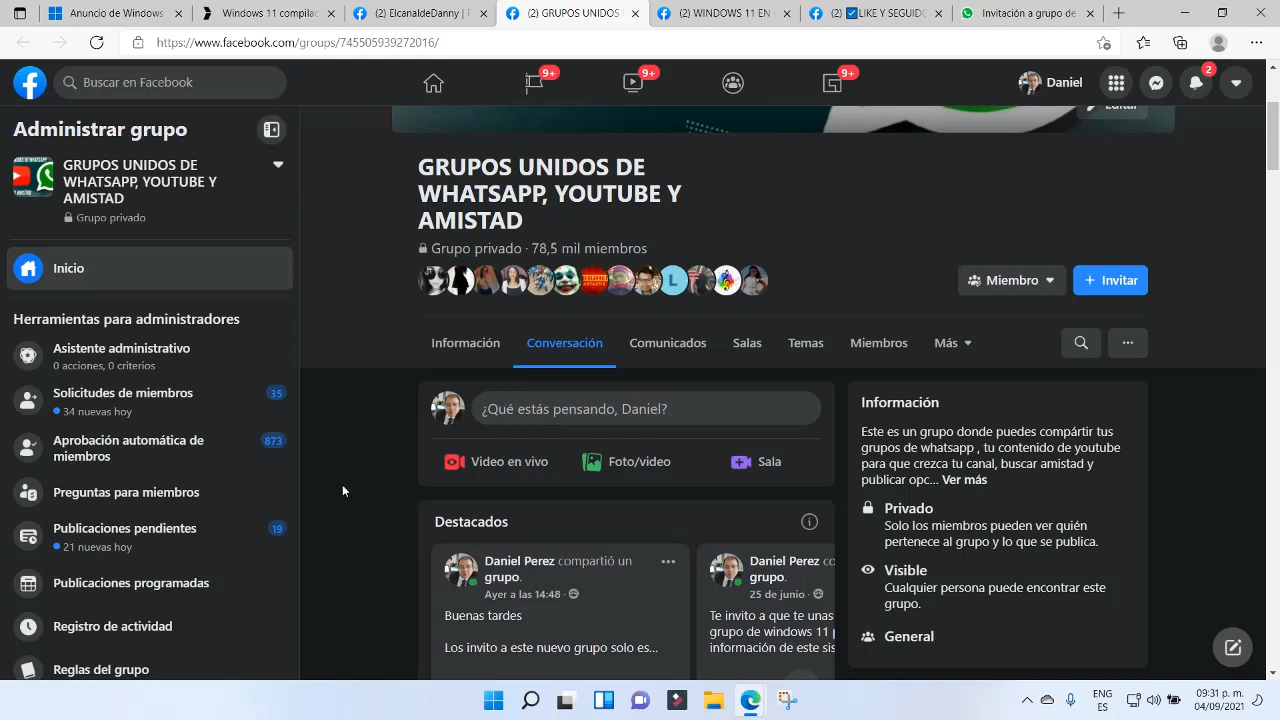 Anuncios de Windows
Windows 11 compilac
(2) ElcanaldeDanny | F
(2) GRUPOS UNIDOS
(2) WINDOWS 11 EN
(2) ☑LIKE Y SEGUIDO
Invitación a grupo de
https://www.facebook.com/groups/745505939272016/
Buscar en Facebook
9+
9+
9+
Daniel
2
Administrar grupo
GRUPOS UNIDOS DE
WHATSAPP, YOUTUBE Y
AMISTAD
Grupo privado
Inicio
Herramientas para administradores
Asistente administrativo
0 acciones, 0 criterios
Solicitudes de miembros 35
34 nuevas hoy
Aprobación automática de 873
miembros
Preguntas para miembros
Publicaciones pendientes 19
21 nuevas hoy
Publicaciones programadas
Registro de actividad
Reglas del grupo
Editar
GRUPOS UNIDOS DE
WHATSAPP, YOUTUBE Y
AMISTAD
Grupo privado · 78,5 mil miembros
L
Miembro
+ Invitar
Información Conversación Comunicados Salas Temas Miembros Más
¿Qué estás pensando, Daniel?
Video en vivo Foto/video Sala
Destacados
Daniel Perez compartió un
grupo.
Ayer a las 14:48 ·
Buenas tardes
Los invito a este nuevo grupo solo es...
Daniel Perez co
grupo.
25 de junio ·
Te invito a que te unas
grupo de windows 11 p
información de este sis
Información
Este es un grupo donde puedes compártir tus
grupos de whatsapp , tu contenido de youtube
para que crezca tu canal, buscar amistad y
publicar opc... Ver más
Privado
Solo los miembros pueden ver quién
pertenece al grupo y lo que se publica.
Visible
Cualquier persona puede encontrar este
grupo.
General
ENG
ES
09:31 p. m.
04/09/2021